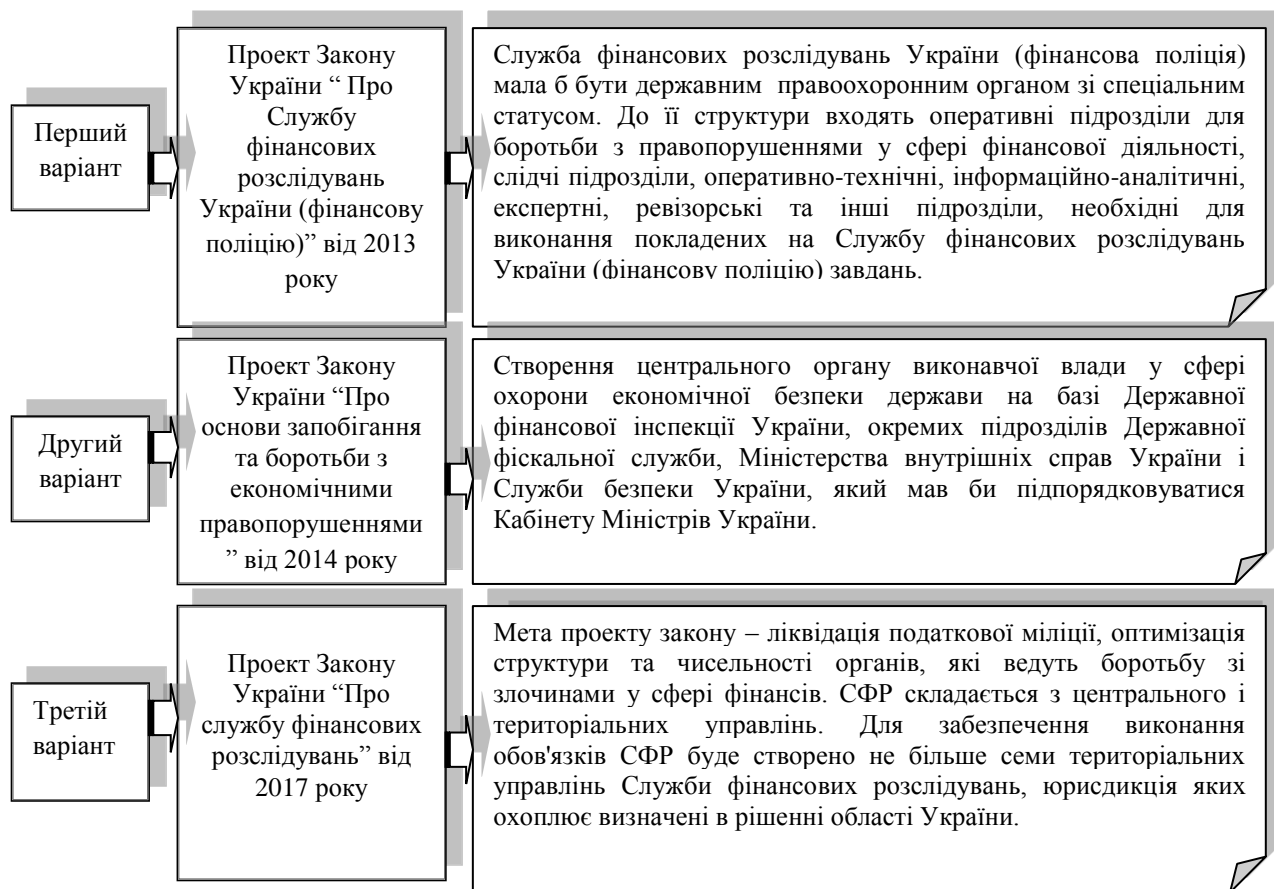 Перший
варіант
Проект Закону
України “ Про
Службу
фінансових
розслідувань
України (фінансову
поліцію)” від 2013
року
Служба фінансових розслідувань України (фінансова поліція)
мала б бути державним правоохоронним органом зі спеціальним
статусом. До її структури входять оперативні підрозділи для
боротьби з правопорушеннями у сфері фінансової діяльності,
слідчі підрозділи, оперативно-технічні, інформаційно-аналітичні,
експертні, ревізорські та інші підрозділи, необхідні для
виконання покладених на Службу фінансових розслідувань
України (фінансову поліцію) завдань.
Другий
варіант
Проект Закону
України “Про
основи запобігання
та боротьби з
економічними
правопорушеннями
” від 2014 року
Створення центрального органу виконавчої влади у сфері
охорони економічної безпеки держави на базі Державної
фінансової інспекції України, окремих підрозділів Державної
фіскальної служби, Міністерства внутрішніх справ України і
Служби безпеки України, який мав би підпорядковуватися
Кабінету Міністрів України.
Третій
варіант
Проект Закону
України “Про
службу фінансових
розслідувань” від
2017 року
Мета проекту закону – ліквідація податкової міліції, оптимізація
структури та чисельності органів, які ведуть боротьбу зі
злочинами у сфері фінансів. СФР складається з центрального і
територіальних управлінь. Для забезпечення виконання
обов'язків СФР буде створено не більше семи територіальних
управлінь Служби фінансових розслідувань, юрисдикція яких
охоплює визначені в рішенні області України.